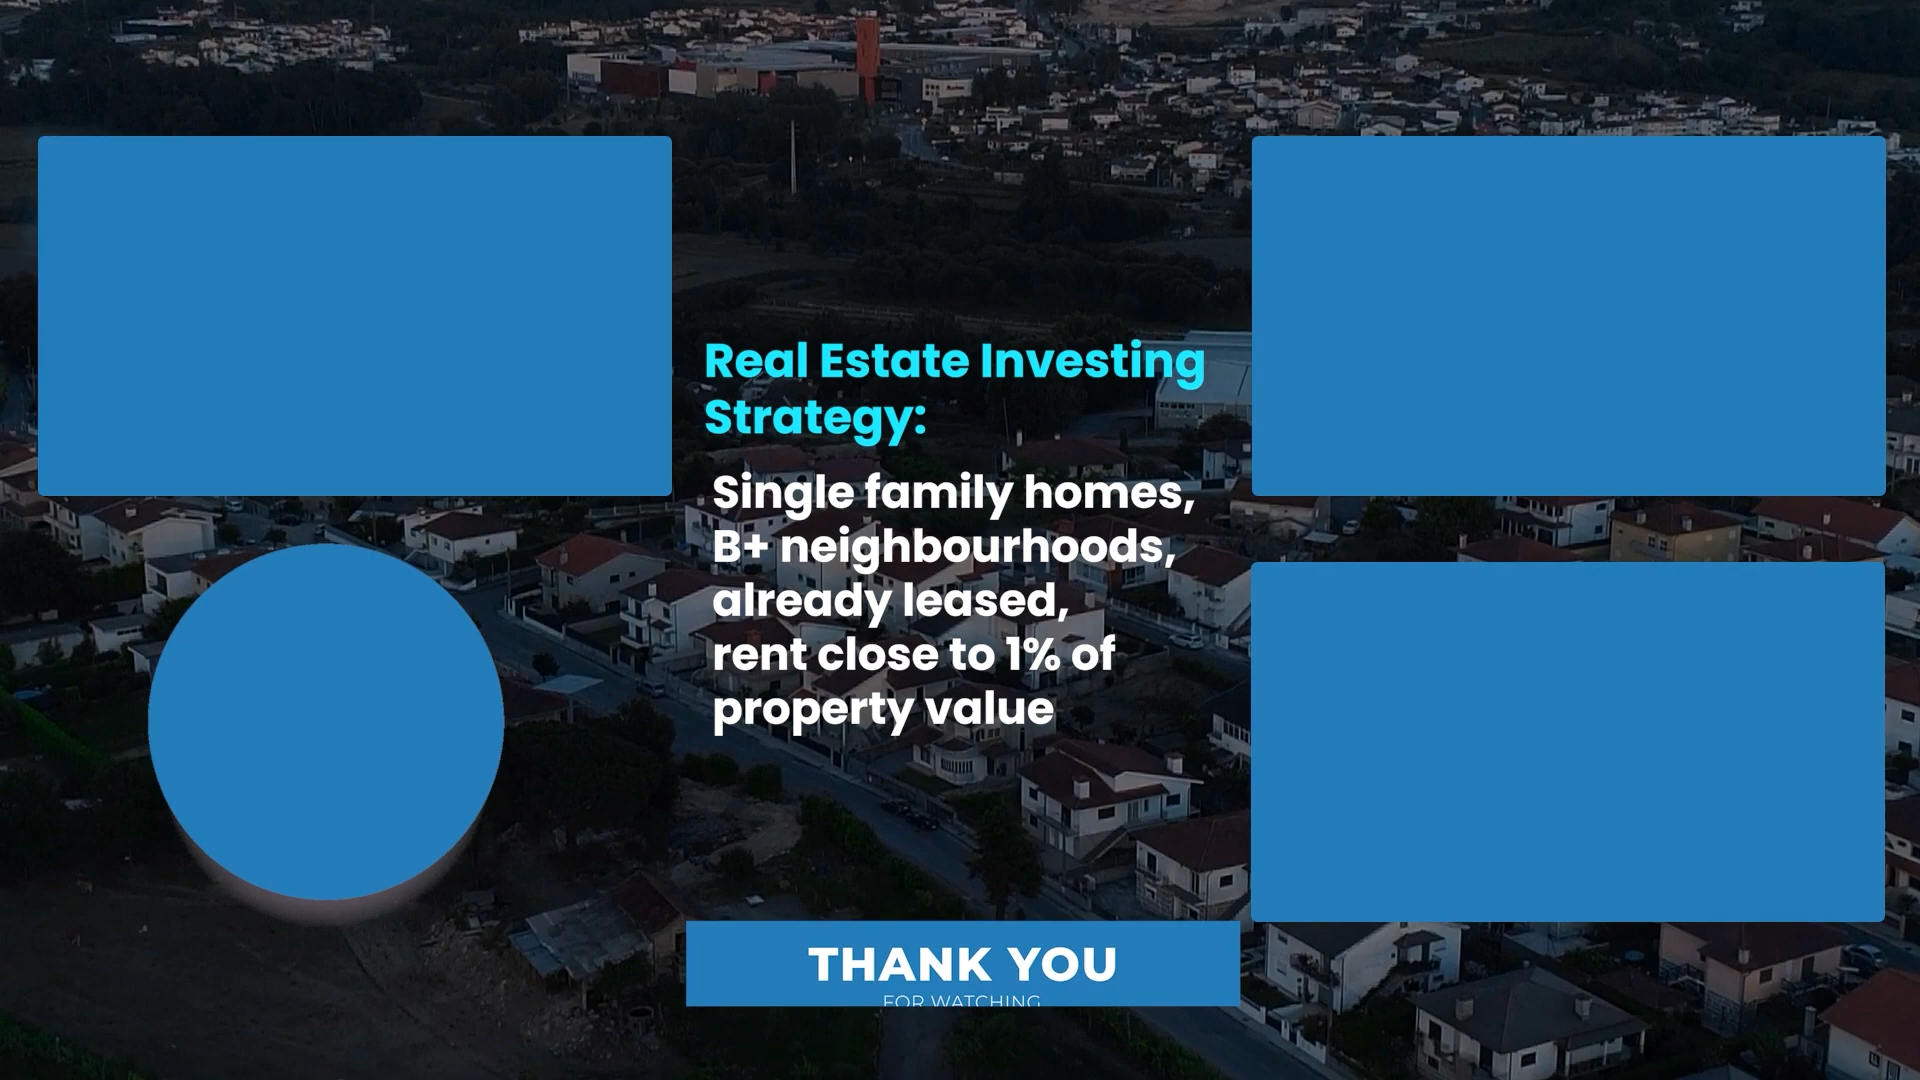 Real Estate Investing
Strategy:
Single family homes,
B+ neighbourhoods,
already leased,
rent close to 1% of
property value
THANK YOU
FOR WATCHING